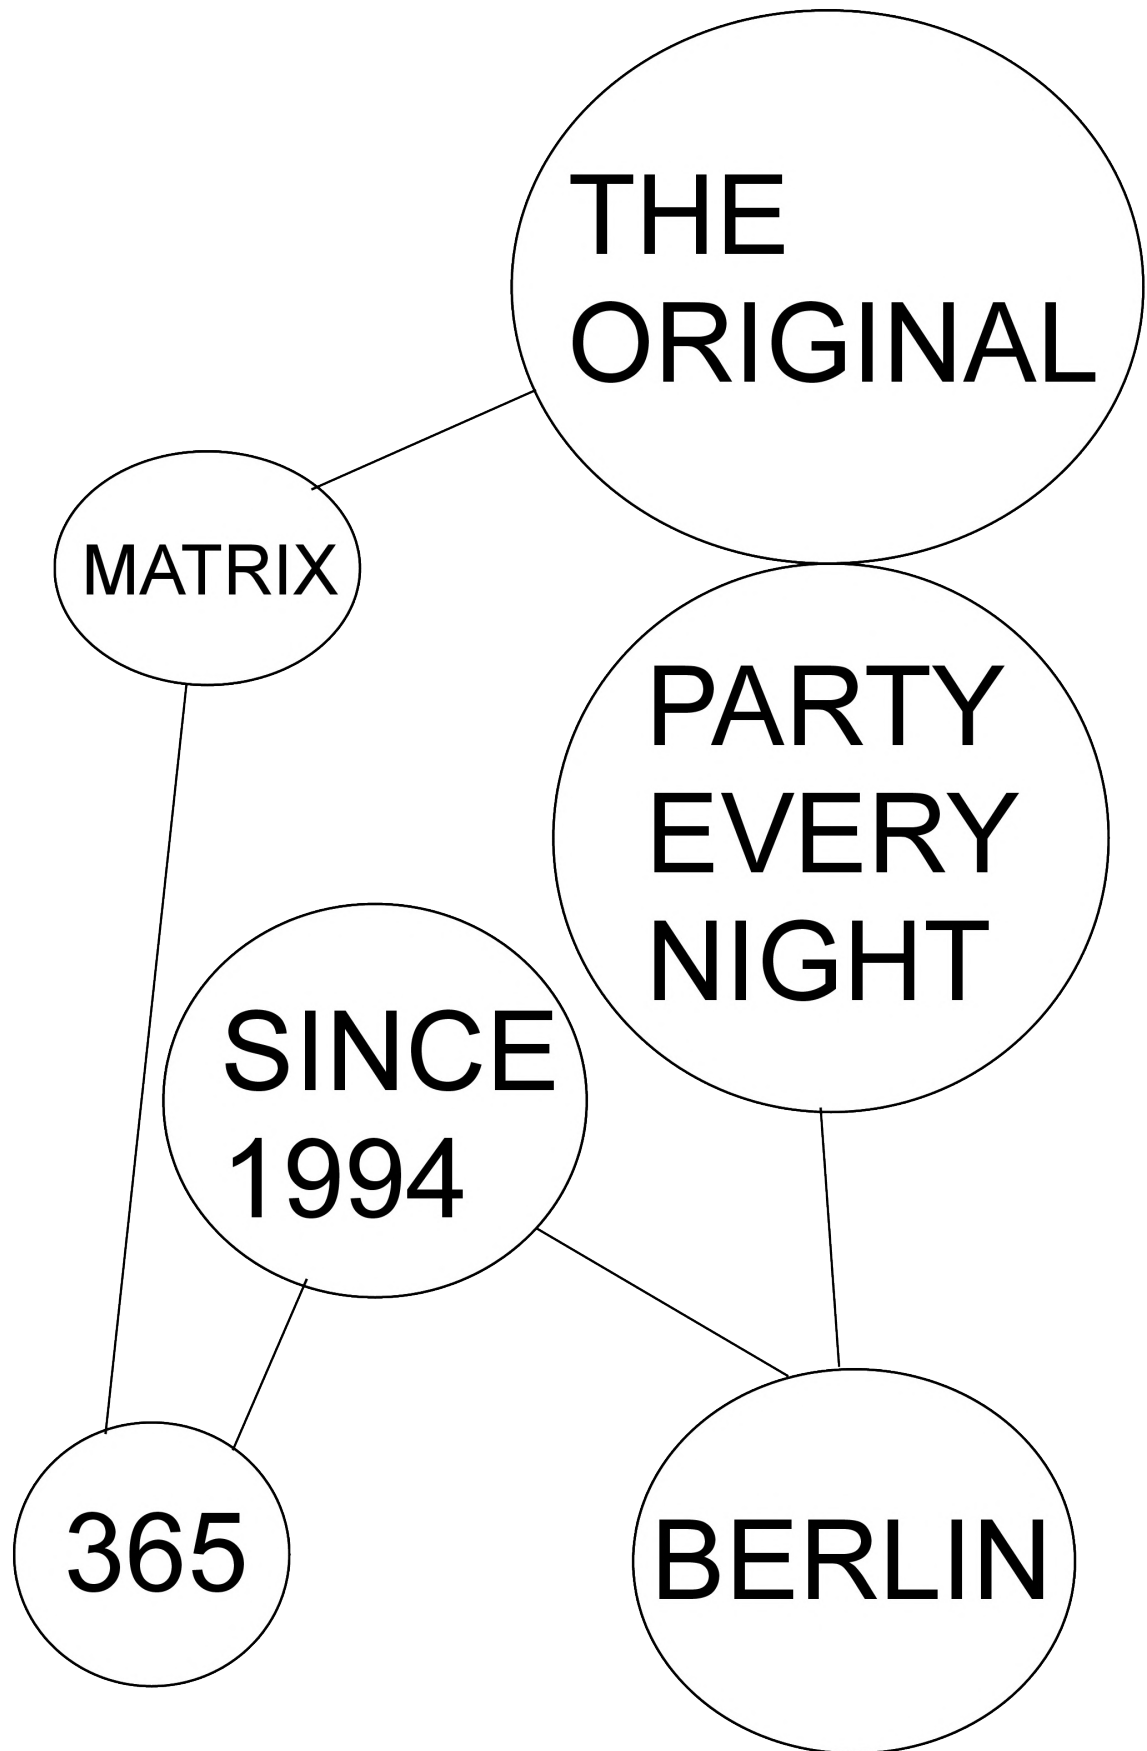 THE
ORIGINAL
MATRIX
PARTY
EVERY
NIGHT
SINCE
1994
365
BERLIN